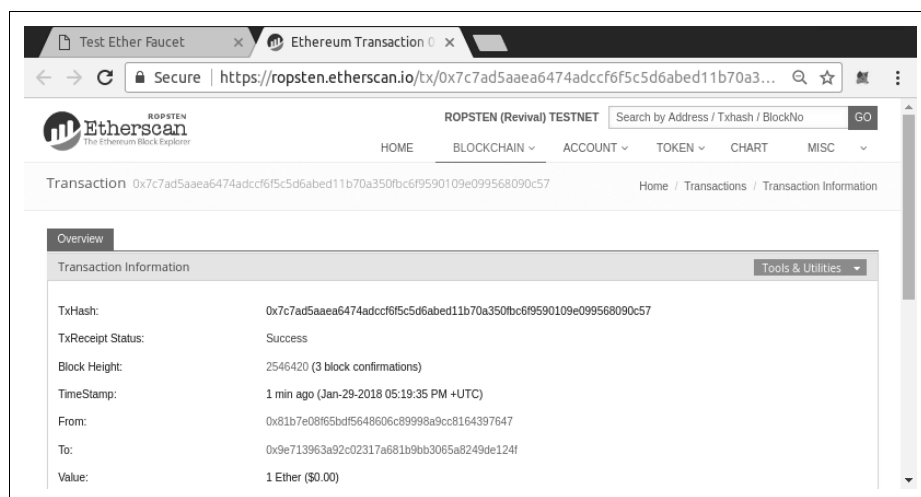 Test Ether Faucet
Ethereum Transaction 0
Secure | https://ropsten.etherscan.io/tx/0x7c7ad5aaea6474adccf6f5c5d6abed11b70a3...
ROPSTEN
Etherscan
The Ethereum Block Explorer
ROPSTEN (Revival) TESTNET Search by Address / Txhash / BlockNo GO
HOME BLOCKCHAIN ACCOUNT TOKEN CHART MISC
Transaction 0x7c7ad5aaea6474adccf6f5c5d6abed11b70a350fbc6f9590109e099568090c57 Home / Transactions / Transaction Information
Overview
Transaction Information Tools & Utilities
TxHash: 0x7c7ad5aaea6474adccf6f5c5d6abed11b70a350fbc6f9590109e099568090c57
TxReceipt Status: Success
Block Height: 2546420 (3 block confirmations)
TimeStamp: 1 min ago (Jan-29-2018 05:19:35 PM +UTC)
From: 0x81b7e08f65bdf5648606c89998a9cc8164397647
To: 0x9e713963a92c02317a681b9bb3065a8249de124f
Value: 1 Ether ($0.00)